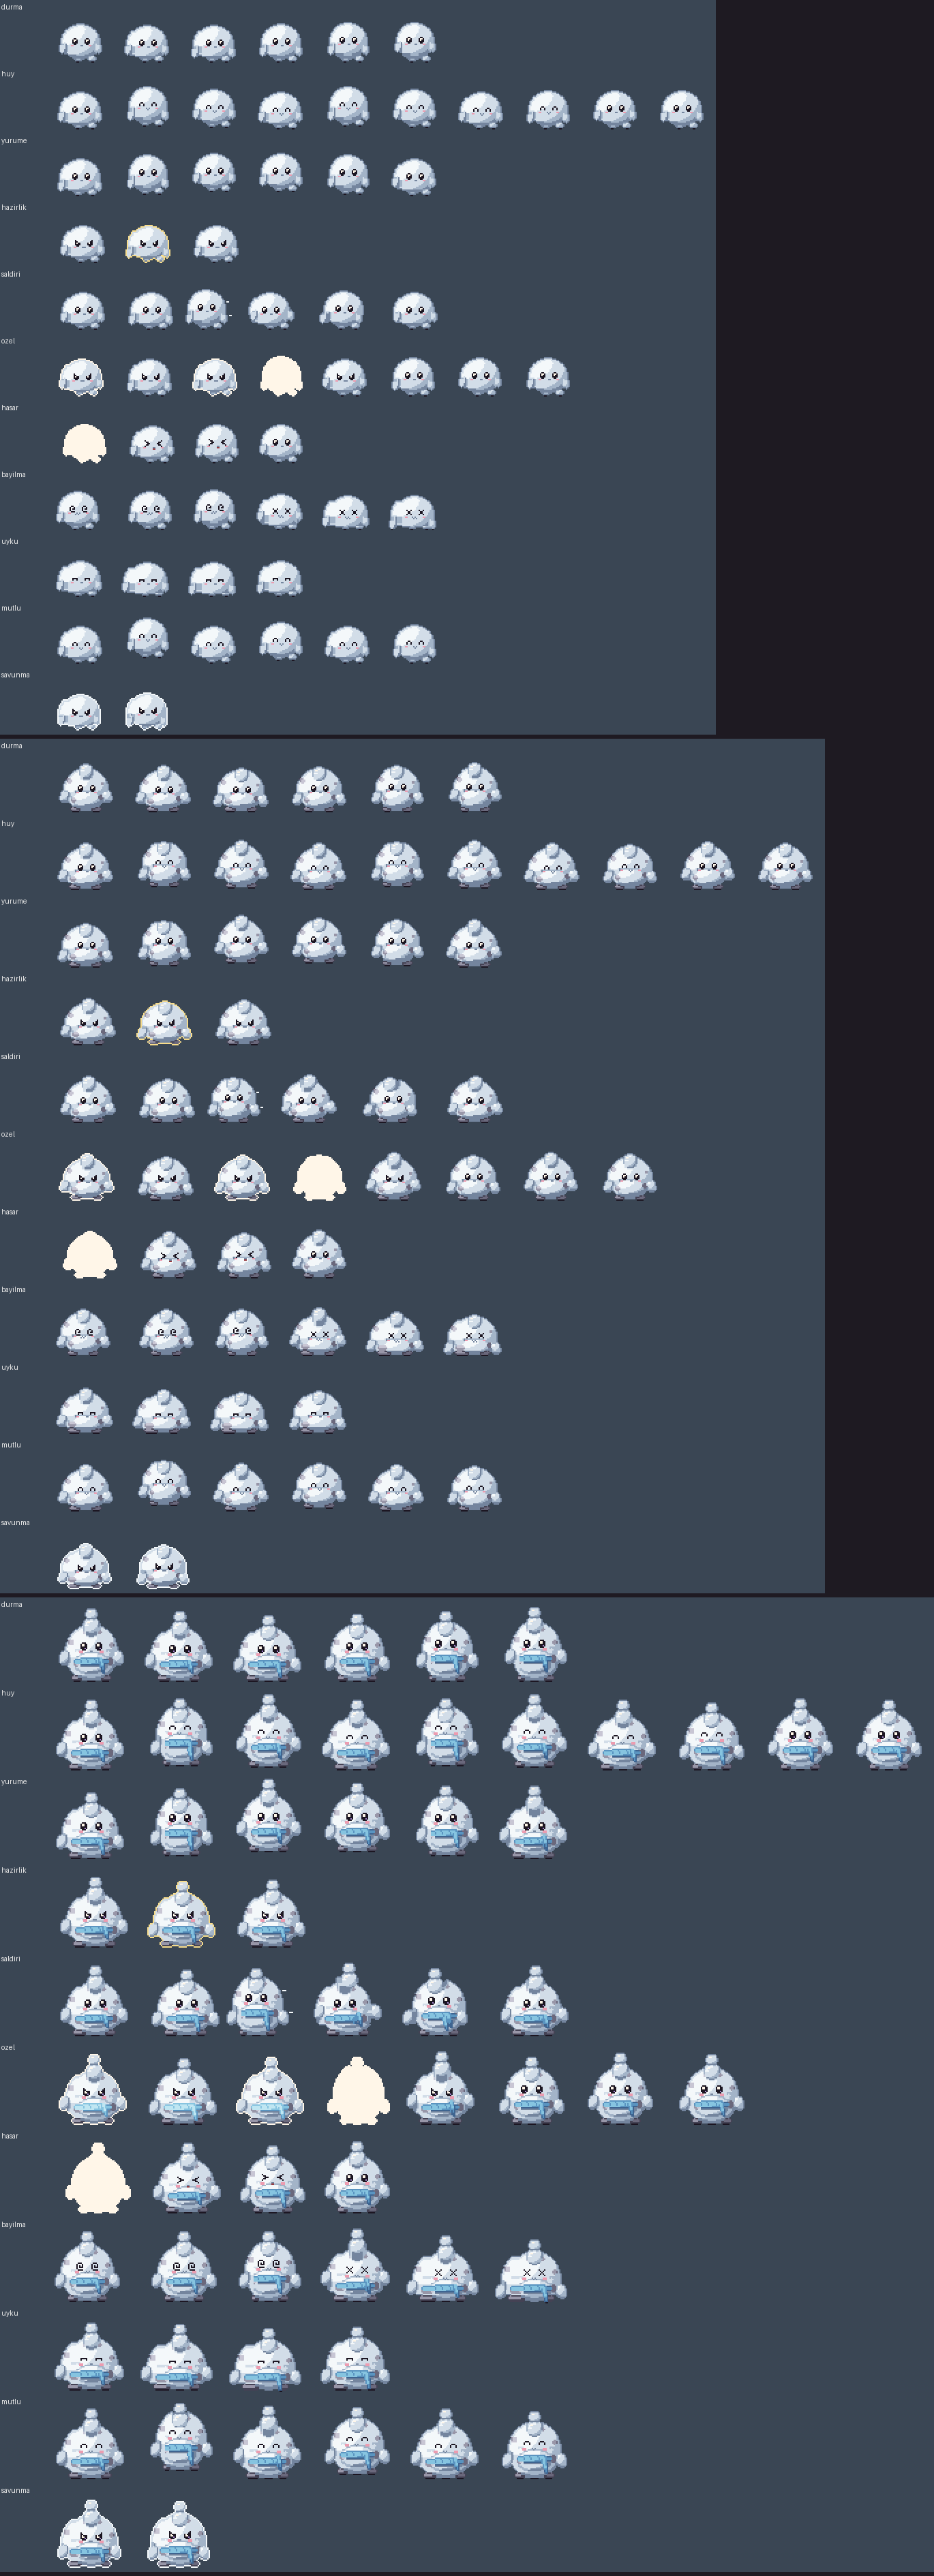 durma
huy
yurume
hazirlik
saldiri
ozel
hasar
bayilma
uyku
mutlu
savunma
durma
huy
yurume
hazirlik
saldiri
ozel
hasar
bayilma
uyku
mutlu
savunma
durma
huy
yurume
hazirlik
saldiri
ozel
hasar
bayilma
uyku
mutlu
savunma